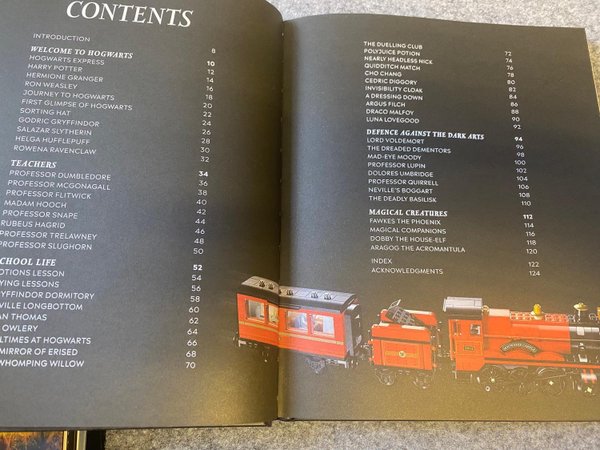 CONTENTS
INTRODUCTION 8
WELCOME TO HOGWARTS 10
HOGWARTS EXPRESS 12
HARRY POTTER 14
HERMIONE GRANGER 16
RON WEASLEY 18
JOURNEY TO HOGWARTS 20
FIRST GLIMPSE OF HOGWARTS 22
SORTING HAT 24
GODRIC GRYFFINDOR 26
SALAZAR SLYTHERIN 28
HELGA HUFFLEPUFF 30
ROWENA RAVENCLAW 32
TEACHERS 34
PROFESSOR DUMBLEDORE 36
PROFESSOR MCGONAGALL 38
PROFESSOR FLITWICK 40
MADAM HOOCH 42
PROFESSOR SNAPE 44
RUBEUS HAGRID 46
PROFESSOR TRELAWNEY 48
PROFESSOR SLUGHORN 50
CHOOL LIFE 52
OTIONS LESSON 54
YING LESSONS 56
RYFFINDOR DORMITORY 58
VILLE LONGBOTTOM 60
AN THOMAS 62
OWLERY 64
LTIMES AT HOGWARTS 66
MIRROR OF ERISED 68
WHOMPING WILLOW 70
THE DUELLING CLUB 72
POLYJUICE POTION 74
NEARLY HEADLESS NICK 76
QUIDDITCH MATCH 78
CHO CHANG 80
CEDRIC DIGGORY 82
INVISIBILITY CLOAK 84
A DRESSING DOWN 86
ARGUS FILCH 88
DRACO MALFOY 90
LUNA LOVEGOOD 92
DEFENCE AGAINST THE DARK ARTS 94
LORD VOLDEMORT 96
THE DREADED DEMENTORS 98
MAD-EYE MOODY 100
PROFESSOR LUPIN 102
DOLORES UMBRIDGE 104
PROFESSOR QUIRRELL 106
NEVILLE'S BOGGART 108
THE DEADLY BASILISK 110
MAGICAL CREATURES 112
FAWKES THE PHOENIX 114
MAGICAL COMPANIONS 116
DOBBY THE HOUSE-ELF 118
ARAGOG THE ACROMANTULA 120
INDEX 122
ACKNOWLEDGMENTS 124